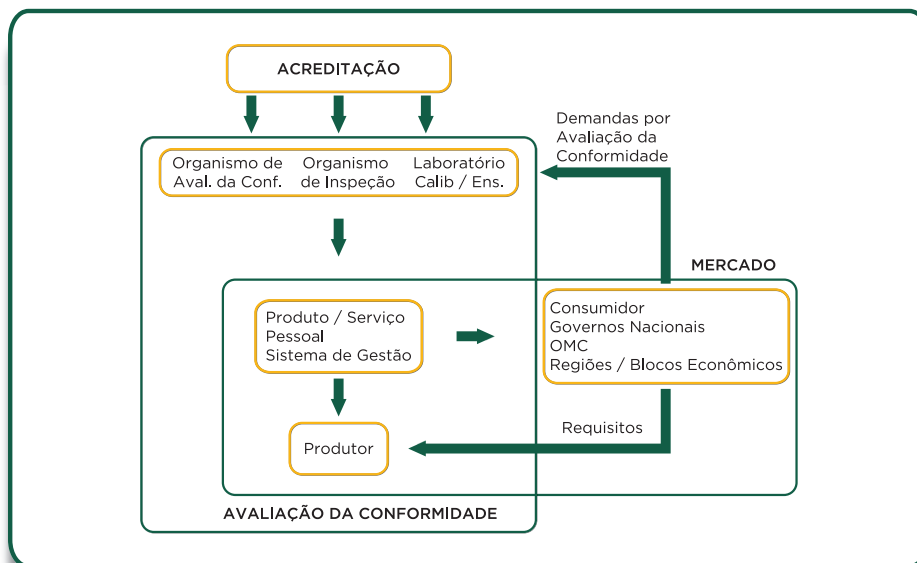 ACREDITAÇÃO
Demandas por
Avaliação da
Conformidade
Organismo de
Aval. da Conf.
Organismo
de Inspeção
Laboratório
Calib / Ens.
MERCADO
Produto / Serviço
Pessoal
Sistema de Gestão
Consumidor
Governos Nacionais
OMC
Regiões / Blocos Econômicos
Requisitos
Produtor
AVALIAÇÃO DA CONFORMIDADE